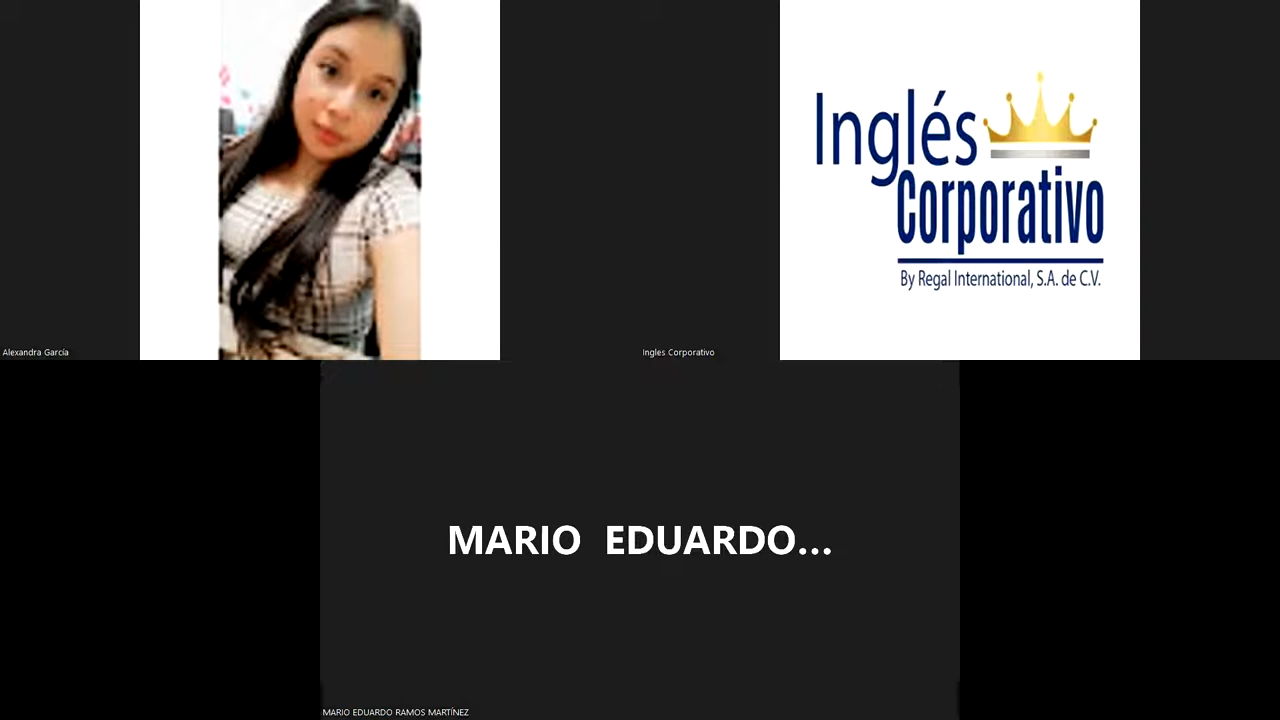 Inglés
Corporativo
By Regal International, S.A. de C.V.
Alexandra García
Ingles Corporativo
MARIO EDUARDO...
MARIO EDUARDO RAMOS MARTÍNEZ